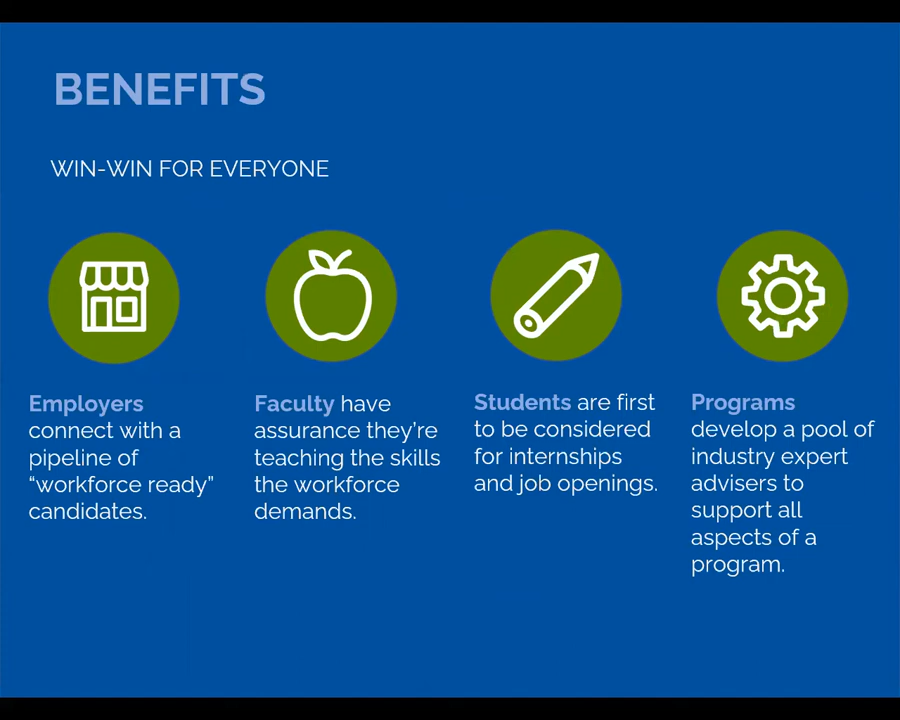 BENEFITS
WIN-WIN FOR EVERYONE
Employers
connect with a
pipeline of
“workforce ready”
candidates.
Faculty have
assurance they’re
teaching the skills
the workforce
demands.
Students are first
to be considered
for internships
and job openings.
Programs
develop a pool of
industry expert
advisers to
support all
aspects of a
program.